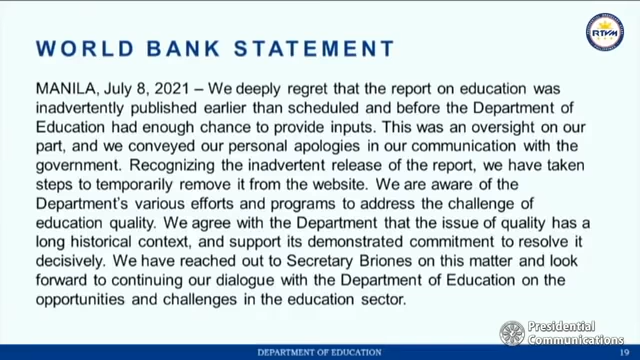 RTVM
WORLD BANK STATEMENT
MANILA, July 8, 2021 – We deeply regret that the report on education was
inadvertently published earlier than scheduled and before the Department of
Education had enough chance to provide inputs. This was an oversight on our
part, and we conveyed our personal apologies in our communication with the
government. Recognizing the inadvertent release of the report, we have taken
steps to temporarily remove it from the website. We are aware of the
Department's various efforts and programs to address the challenge of
education quality. We agree with the Department that the issue of quality has a
long historical context, and support its demonstrated commitment to resolve it
decisively. We have reached out to Secretary Briones on this matter and look
forward to continuing our dialogue with the Department of Education on the
opportunities and challenges in the education sector.
Presidential
Communications
DEPARTMENT OF EDUCATION
19